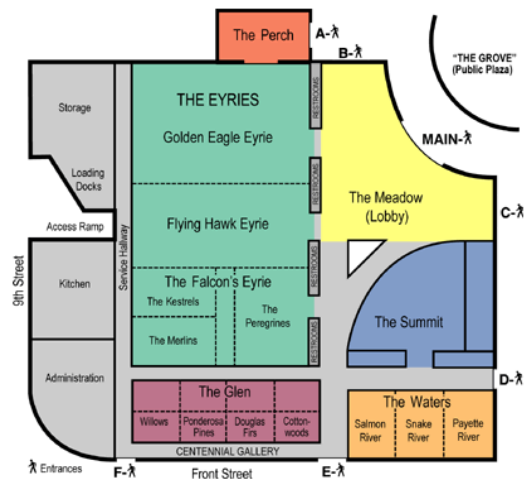 The Perch
A-
B-
"THE GROVE"
(Public Plaza)
MAIN-
Storage
Loading
Docks
Access Ramp
Service Hallway
THE EYRIES
Golden Eagle Eyrie
RESTROOMS
RESTROOMS
The Meadow
(Lobby)
C-
Flying Hawk Eyrie
9th Street
Kitchen
The Falcon's Eyrie
The Kestrels
The Merlins
The
Peregrines
RESTROOMS
RESTROOMS
The Summit
Administration
D-
The Glen
Willows
Ponderosa
Pines
Douglas
Firs
Cotton-
woods
The Waters
Salmon
River
Snake
River
Payette
River
CENTENNIAL GALLERY
Entrances
F-
Front Street
E-